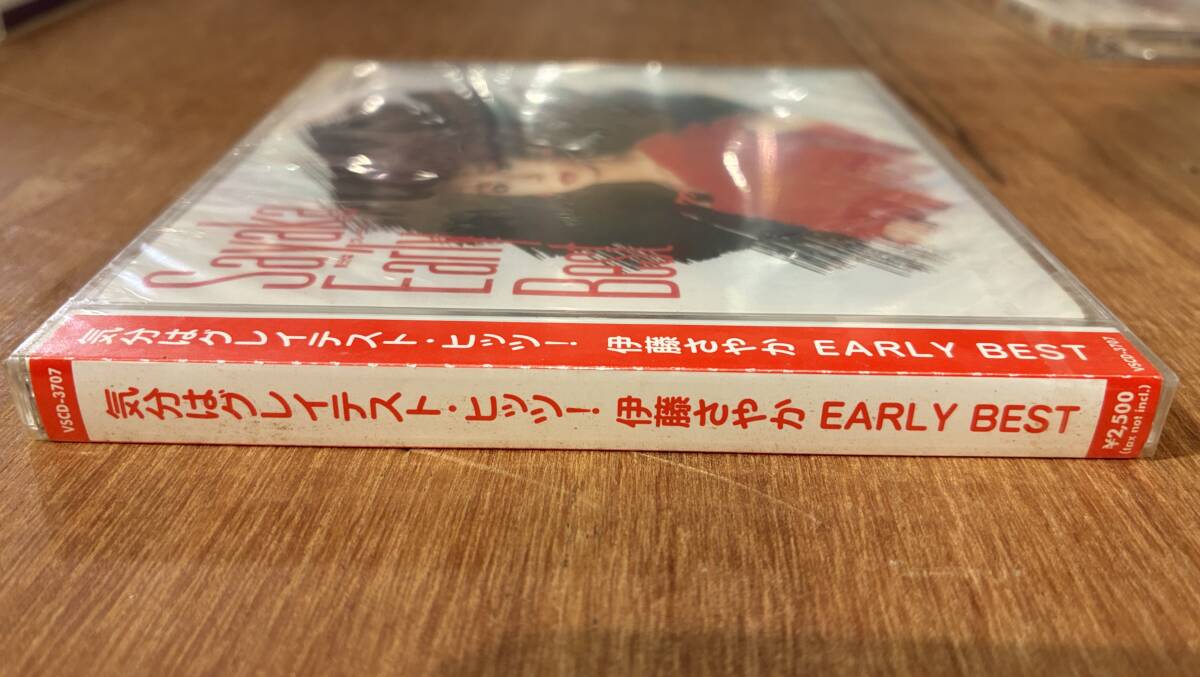 Sayaka
Early
Best
気分はグレイテスト・ヒッツ! 伊藤さやか EARLY BEST
VSCD-3707
VSCD-3707
気分はグレイテスト・ヒッツ! 伊藤さやか EARLY BEST
¥2,500
(tax not incl.)